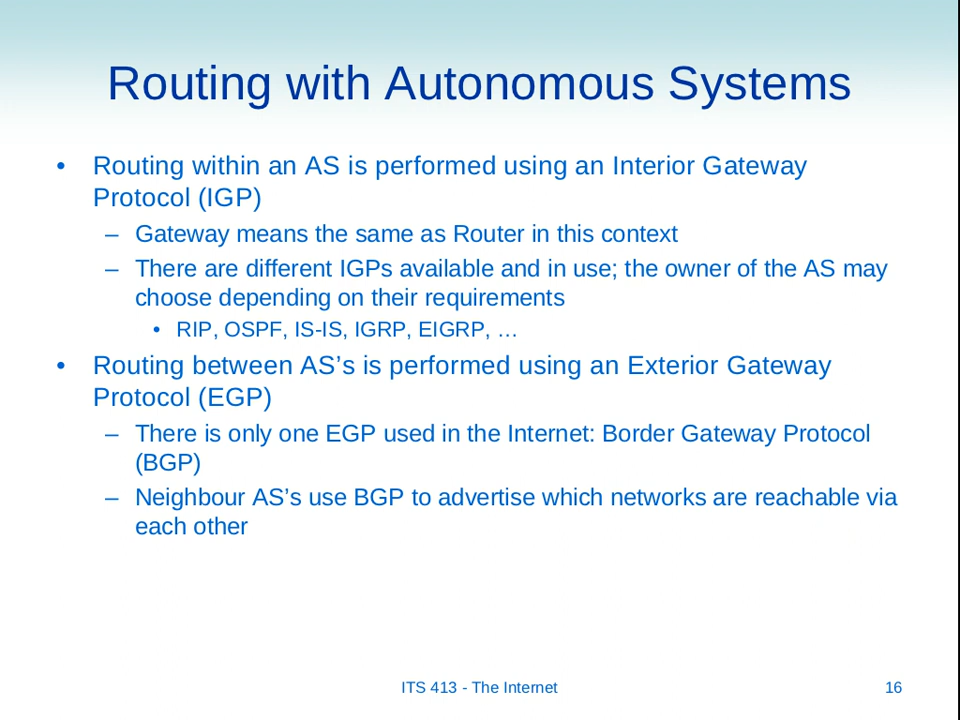 Routing with Autonomous Systems
• Routing within an AS is performed using an Interior Gateway
Protocol (IGP)
– Gateway means the same as Router in this context
– There are different IGPs available and in use; the owner of the AS may
choose depending on their requirements
• RIP, OSPF, IS-IS, IGRP, EIGRP, …
• Routing between AS’s is performed using an Exterior Gateway
Protocol (EGP)
– There is only one EGP used in the Internet: Border Gateway Protocol
(BGP)
– Neighbour AS’s use BGP to advertise which networks are reachable via
each other
ITS 413 - The Internet
16